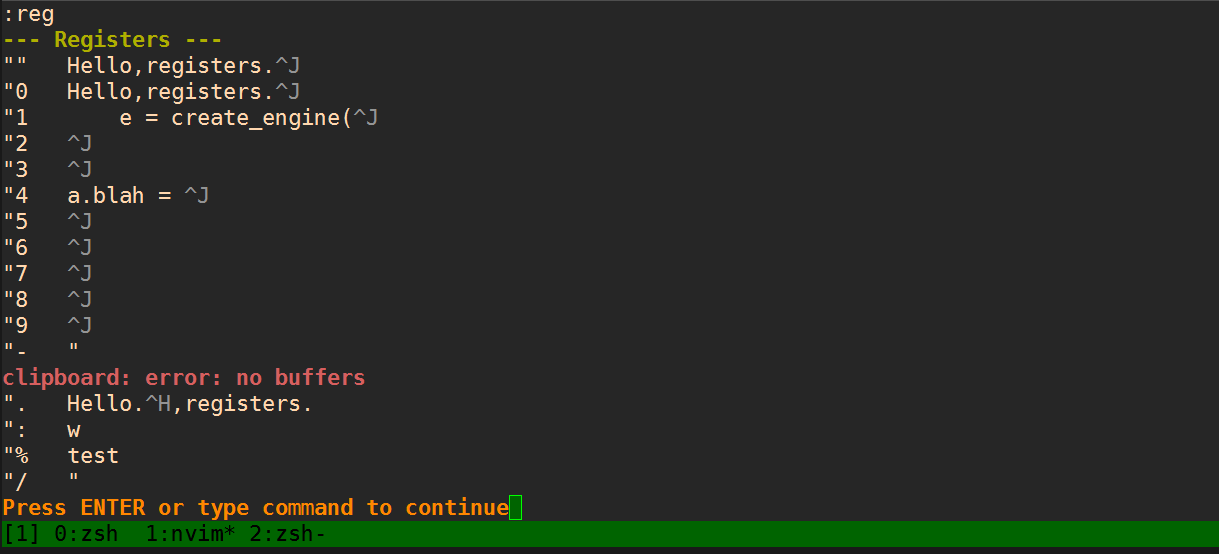 :reg
--- Registers ---
""   Hello,registers.^J
"0   Hello,registers.^J
"1       e = create_engine(^J
"2   ^J
"3   ^J
"4   a.blah = ^J
"5   ^J
"6   ^J
"7   ^J
"8   ^J
"9   ^J
"-   "
clipboard: error: no buffers
".   Hello.^H,registers.
":   w
"%   test
"/   "
Press ENTER or type command to continue
[1] 0:zsh  1:nvim* 2:zsh-